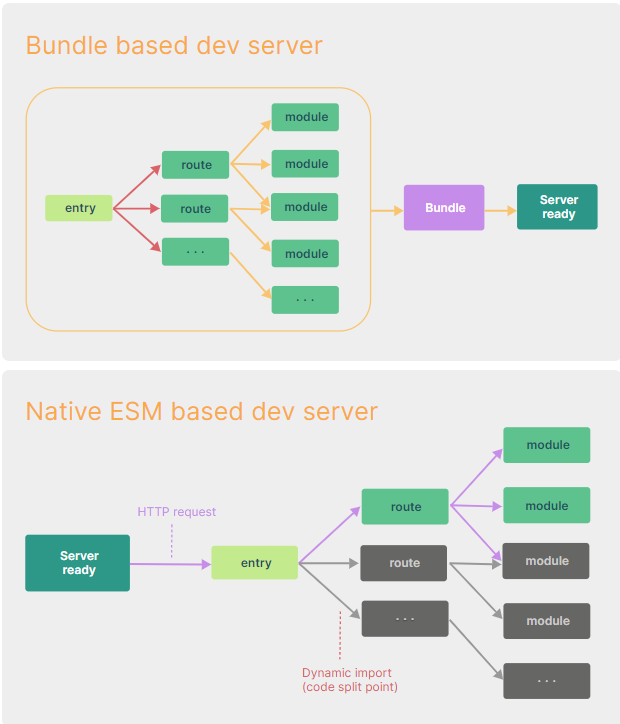 Bundle based dev server
module
route
module
entry
route
module
Bundle
Server
ready
...
module
...
Native ESM based dev server
module
HTTP request
route
module
Server
ready
entry
route
module
...
module
Dynamic import
(code split point)
...